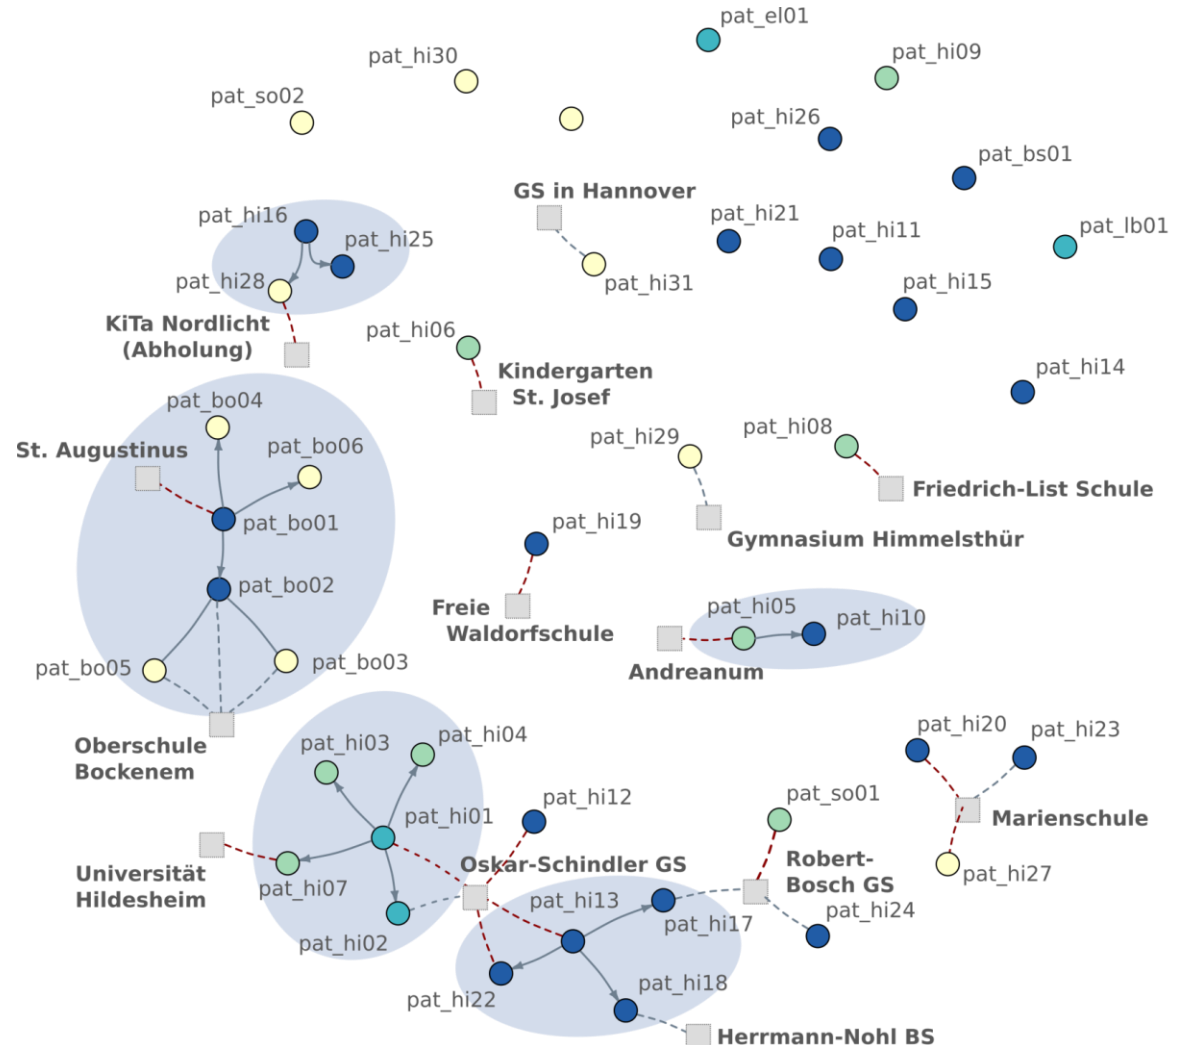 pat_el01
pat_hi30
pat_hi09
pat_so02
pat_hi26
pat_bs01
GS in Hannover
pat_hi16
pat_hi21
pat_hi11
pat_lb01
pat_hi25
pat_hi28
pat_hi31
pat_hi15
KiTa Nordlicht
(Abholung)
pat_hi06
Kindergarten
St. Josef
pat_hi14
pat_bo04
pat_hi08
pat_hi29
St. Augustinus
pat_bo06
Friedrich-List Schule
pat_bo01
pat_hi19
Gymnasium Himmelsthür
pat_bo02
Freie
Waldorfschule
pat_hi05
pat_hi10
pat_bo05
pat_bo03
Andreanum
Oberschule
Bockenem
pat_hi03
pat_hi04
pat_hi20
pat_hi23
pat_hi01
pat_hi12
pat_so01
Marienschule
Universität
Hildesheim
pat_hi07
Oskar-Schindler GS
Robert-
Bosch GS
pat_hi27
pat_hi13
pat_hi17
pat_hi24
pat_hi02
pat_hi22
pat_hi18
Herrmann-Nohl BS